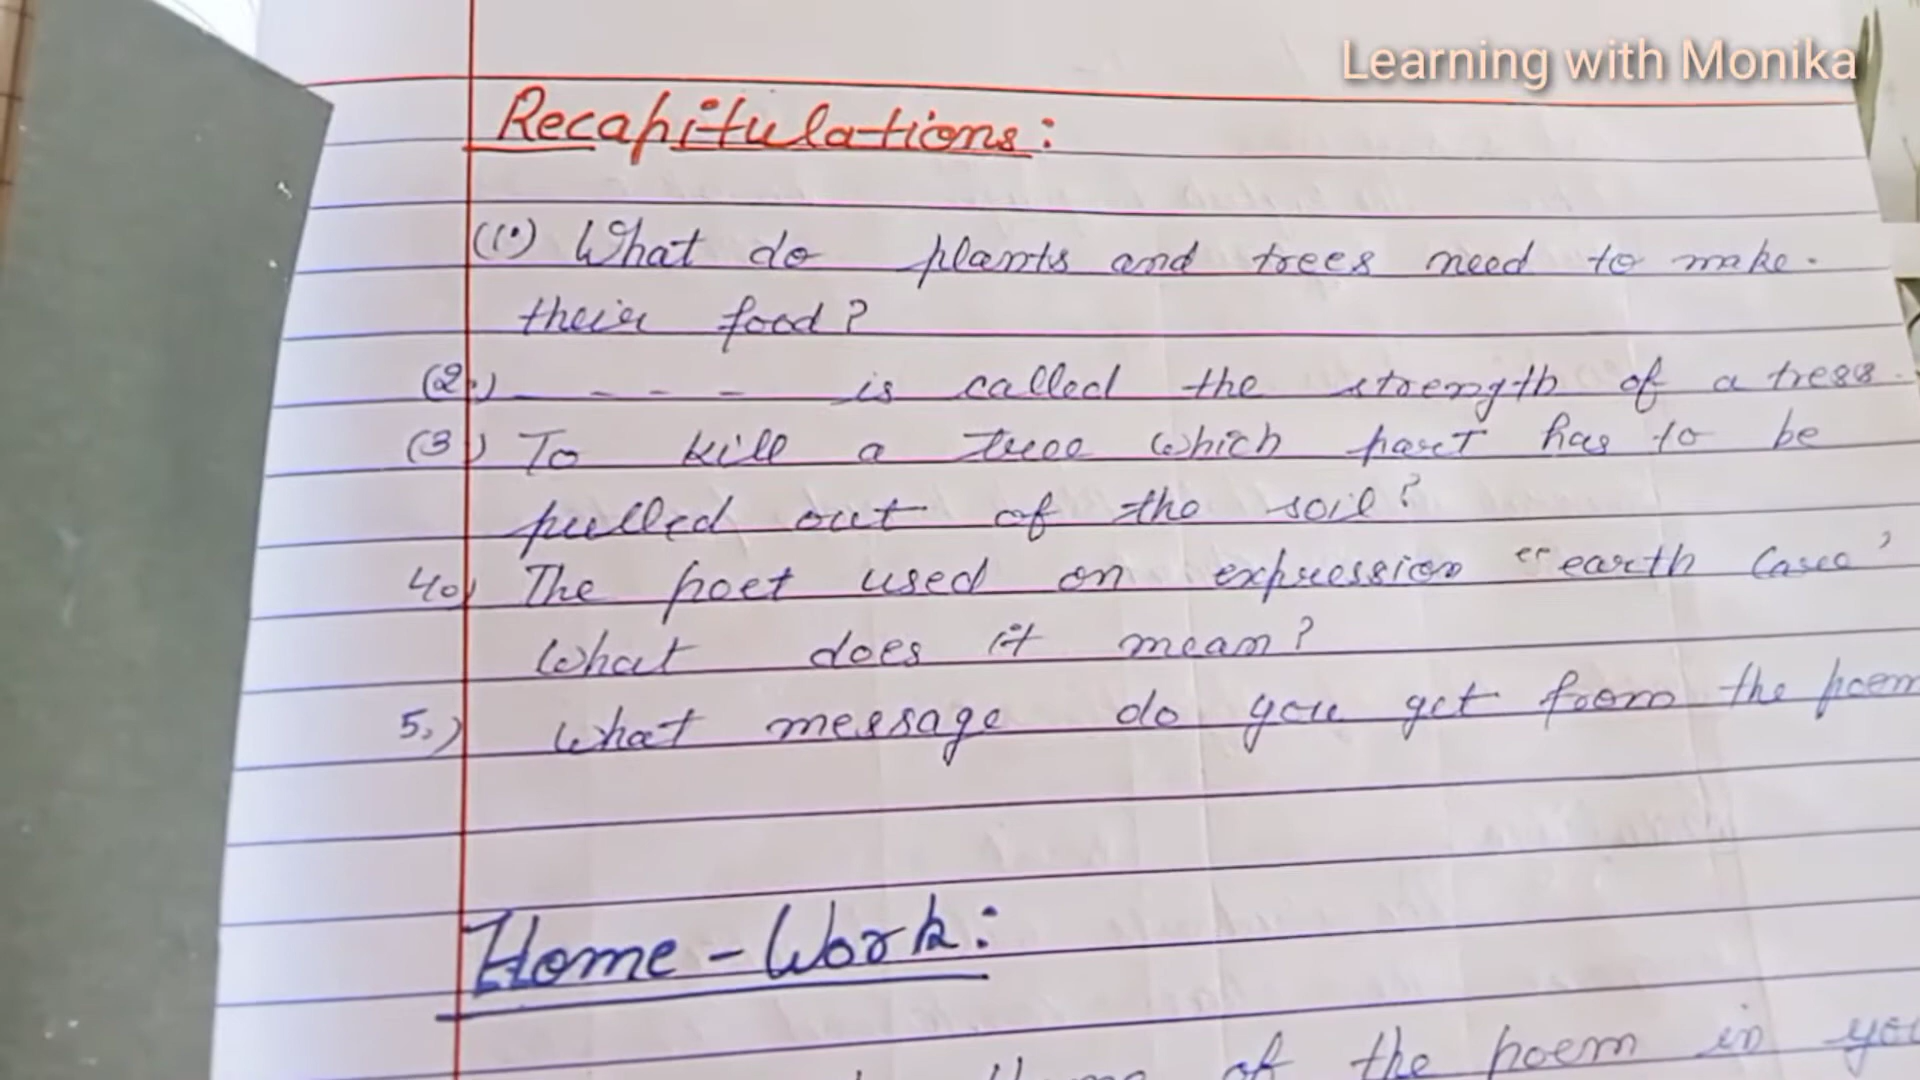 Learning with Monika
Recapitulations:
(1.) What do plants and trees need to make.
their food?
(2.) _ _ _ _ is called the strength of a trees.
(3) To kill a tree which part has to be
pulled out of the soil?
4.) The poet used on expression "earth Cave'
What does it mean?
5.) What message do you get from the poem
Home-Work:
of the poem in you